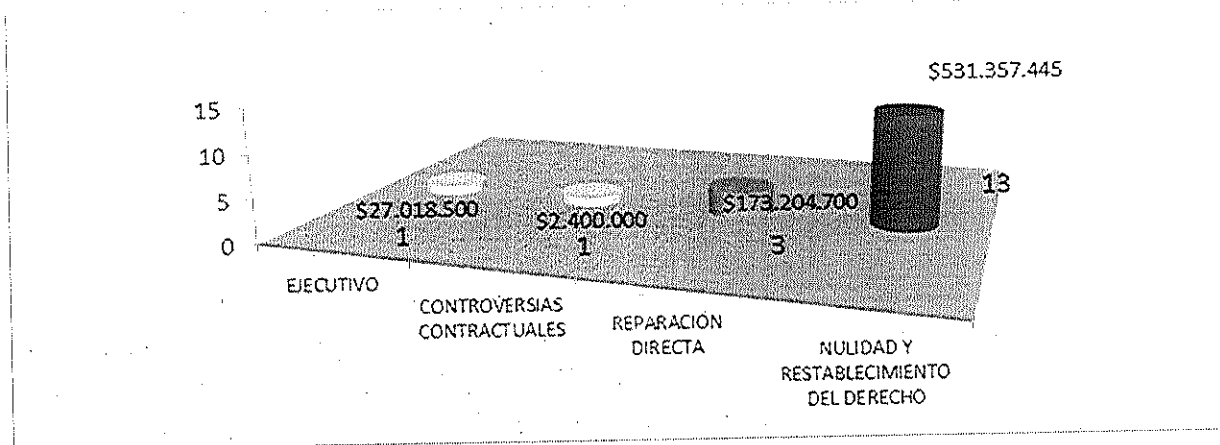 $531.357.445
15
10
5
0
13
$27.018.500
1
$2.400.000
1
$173.204.700
3
EJECUTIVO
CONTROVERSIAS
CONTRACTUALES
REPARACIÓN
DIRECTA
NULIDAD Y
RESTABLECIMIENTO
DEL DERECHO